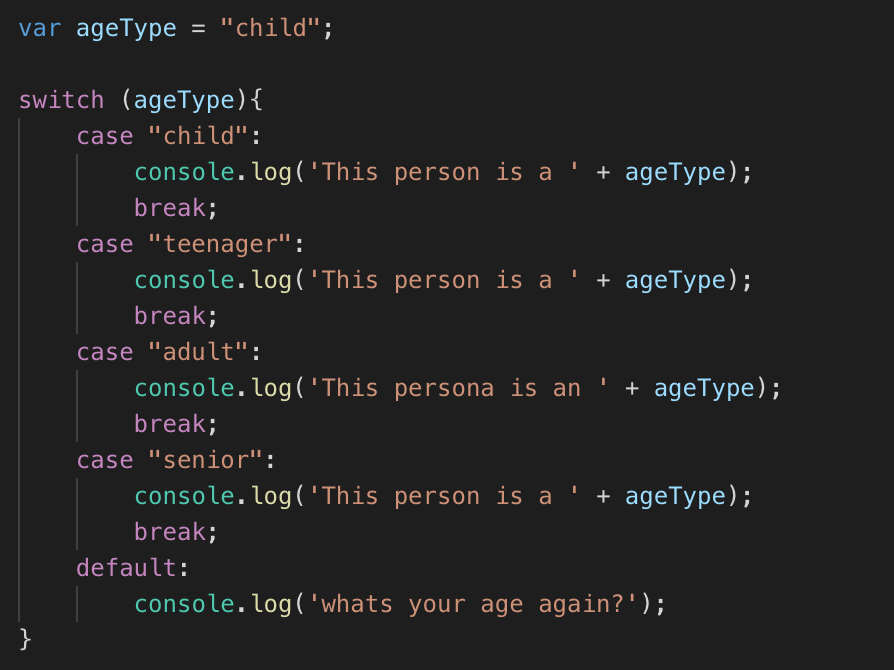 var ageType = "child";

switch (ageType){
    case "child":
        console.log('This person is a ' + ageType);
        break;
    case "teenager":
        console.log('This person is a ' + ageType);
        break;
    case "adult":
        console.log('This persona is an ' + ageType);
        break;
    case "senior":
        console.log('This person is a ' + ageType);
        break;
    default:
        console.log('whats your age again?');
}